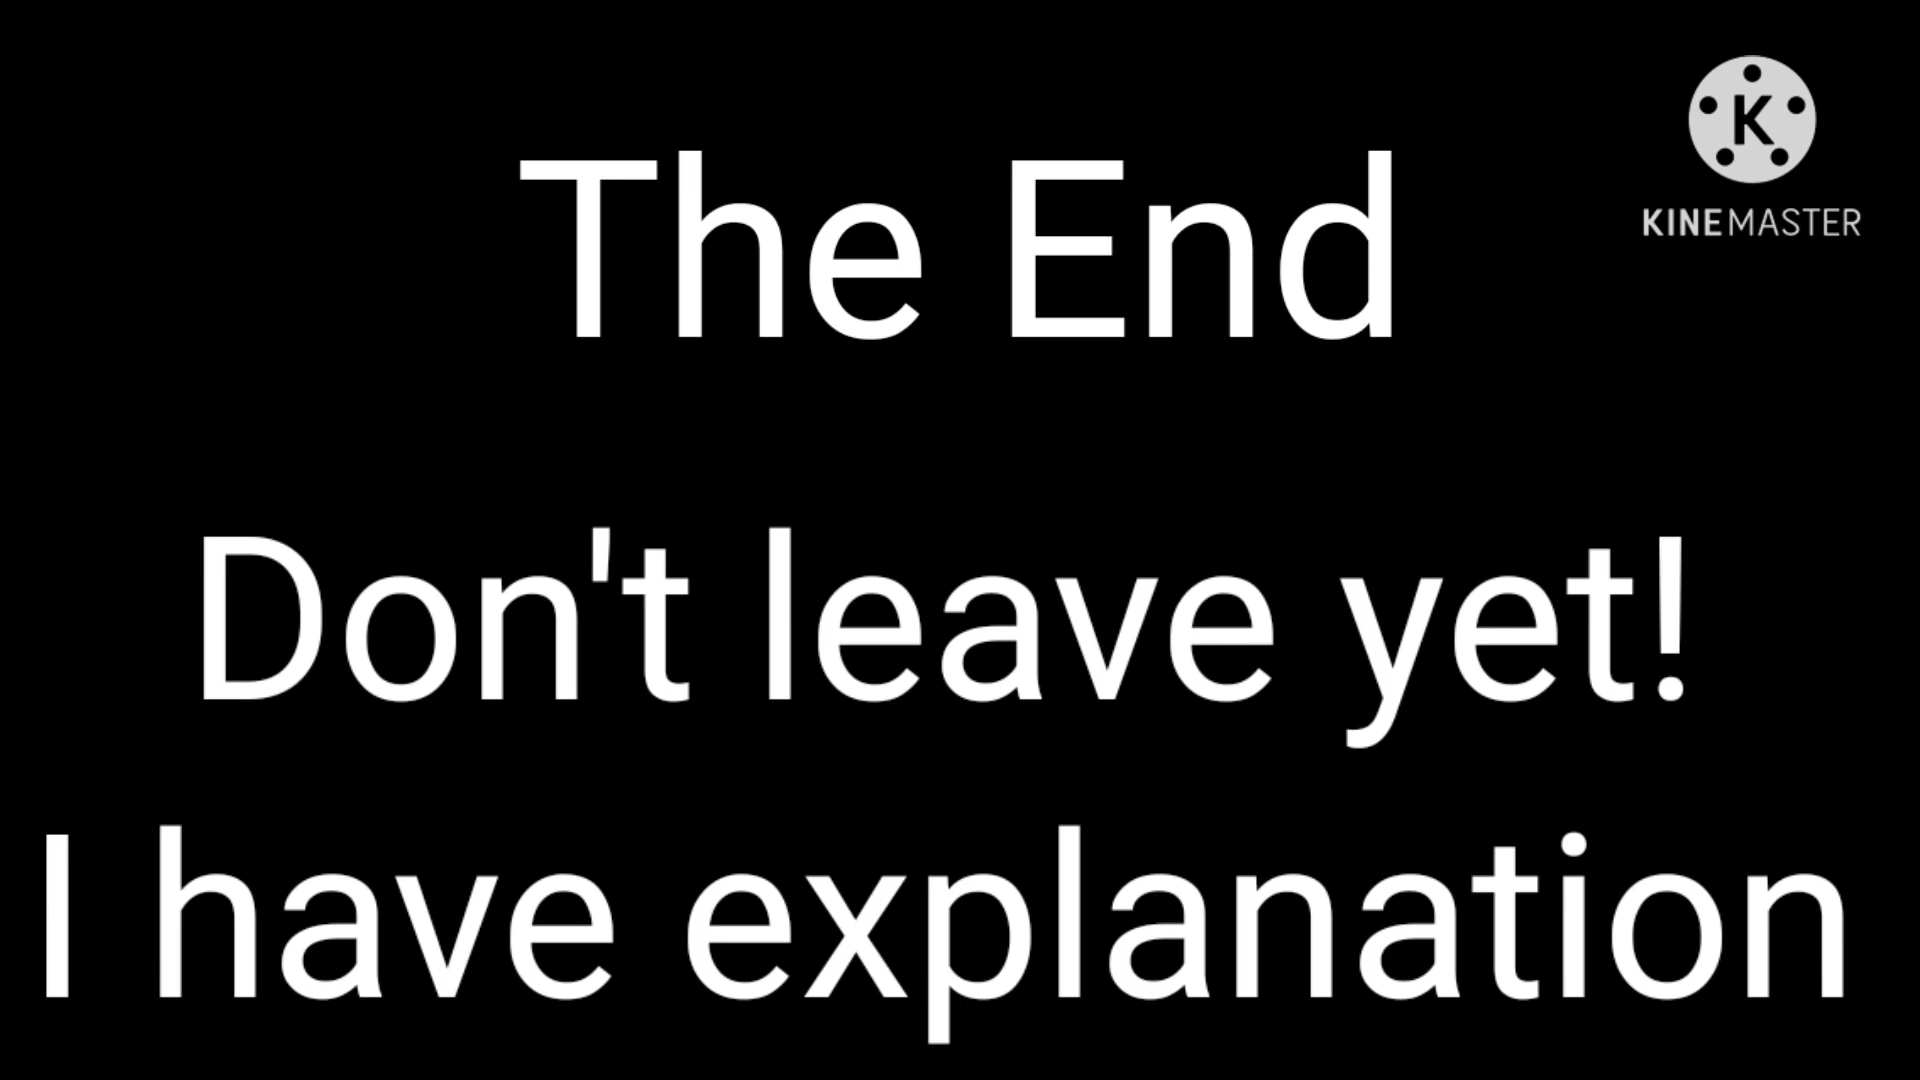 K
KINEMASTER
The End
Don't leave yet!
I have explanation